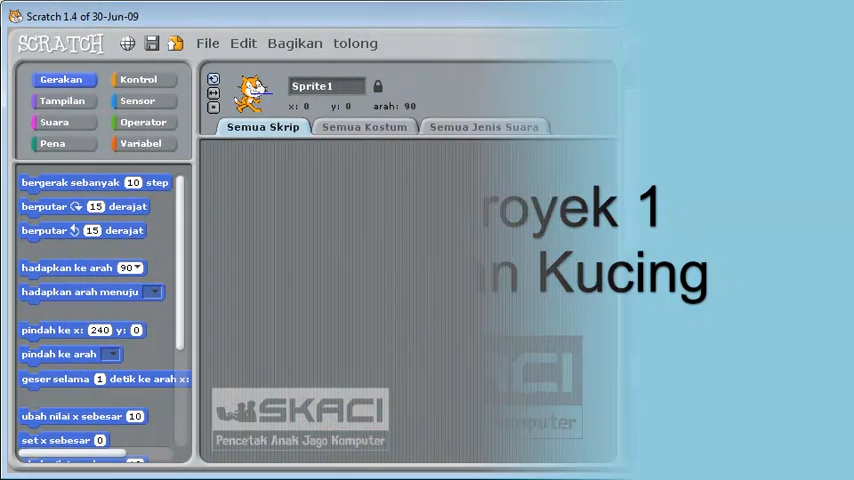 Scratch 1.4 of 30-Jun-09
SCRATCH File Edit Bagikan tolong
Gerakan Kontrol
Tampilan Sensor
Suara Operator
Pena Variabel
Sprite1
x: 0 y: 0 arah: 90
Semua Skrip Semua Kostum Semua Jenis Suara
bergerak sebanyak 10 step
berputar 15 derajat
berputar 15 derajat
hadapkan ke arah 90
hadapkan arah menuju
pindah ke x: 240 y: 0
pindah ke arah
geser selama 1 detik ke arah x:
ubah nilai x sebesar 10
set x sebesar 0
royek 1
n Kucing
SKACI
Pencetak Anak Jago Komputer
ACI
mputer